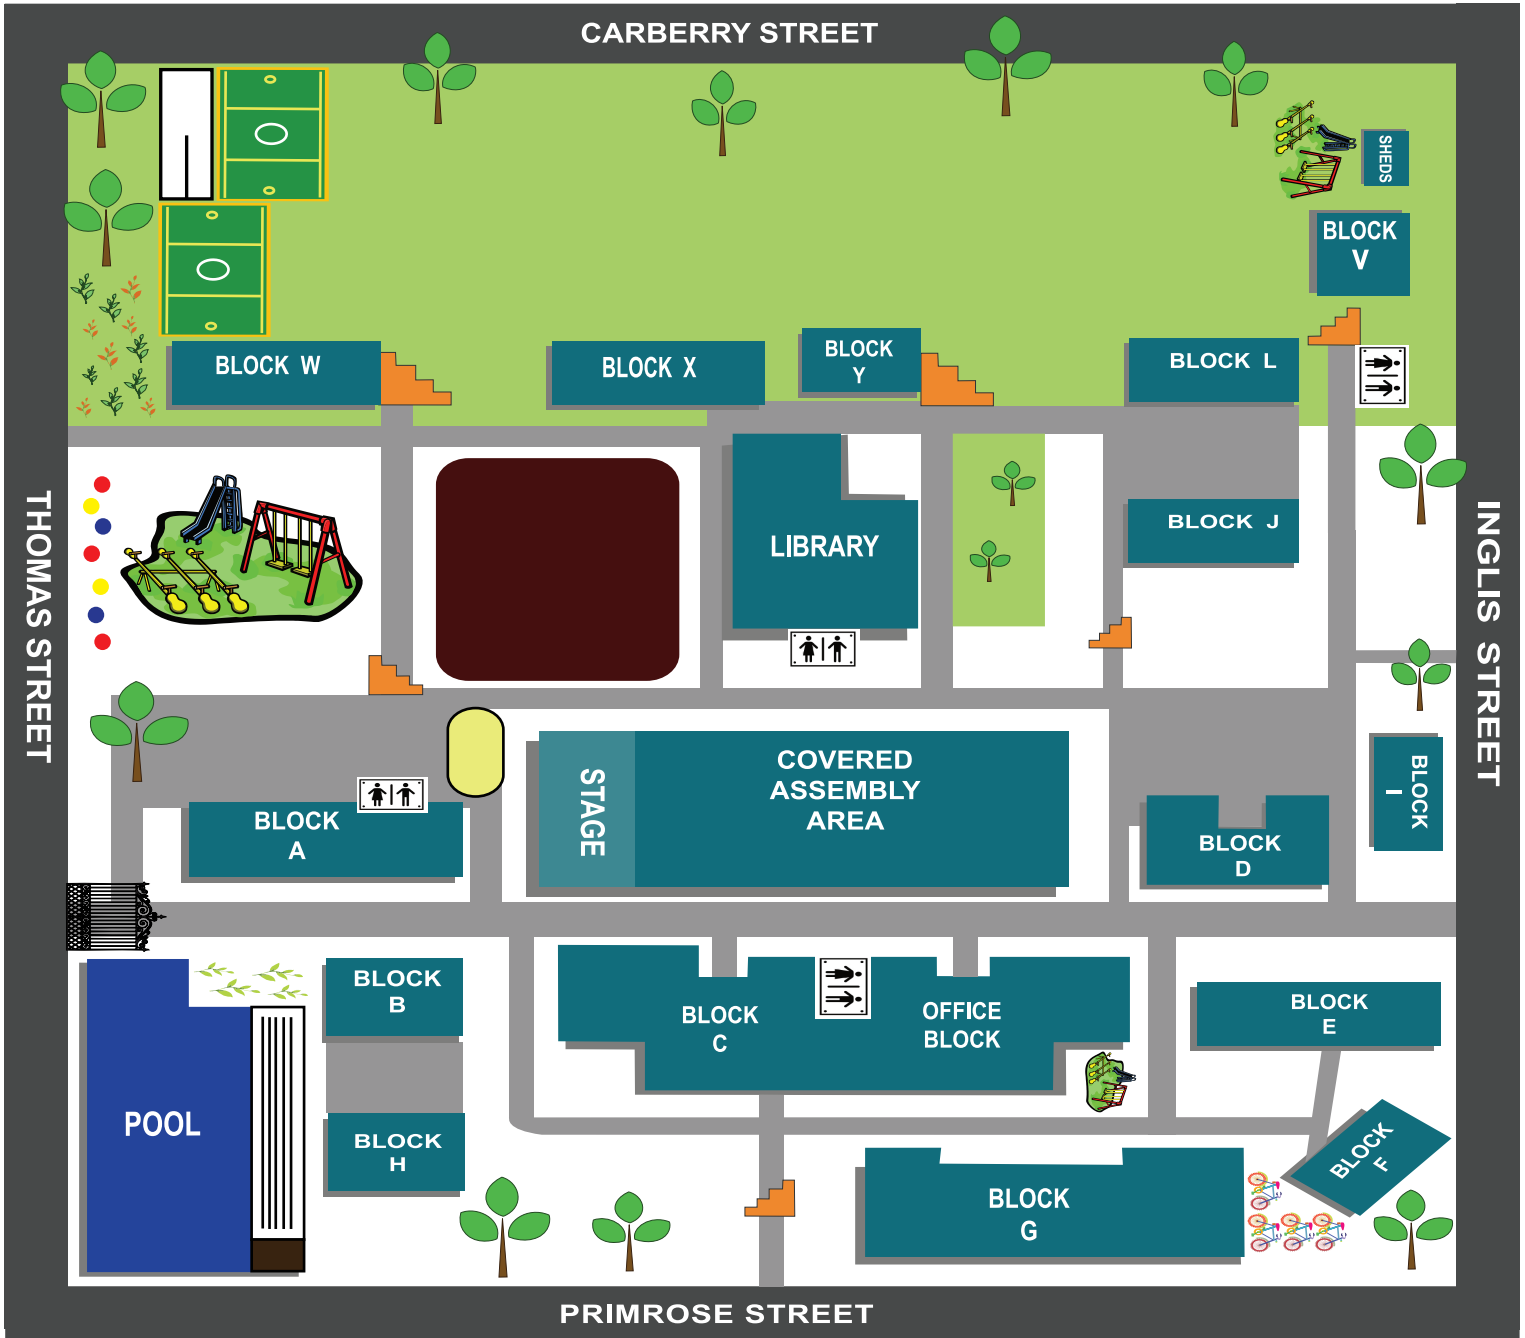 CARBERRY STREET
SHEDS
BLOCK
V
BLOCK W
BLOCK X
BLOCK
Y
BLOCK L
THOMAS STREET
LIBRARY
BLOCK J
INGLIS STREET
STAGE
COVERED
ASSEMBLY
AREA
BLOCK
I
BLOCK
A
BLOCK
D
BLOCK
B
BLOCK
C
OFFICE
BLOCK
BLOCK
E
POOL
BLOCK
H
BLOCK
F
BLOCK
G
PRIMROSE STREET